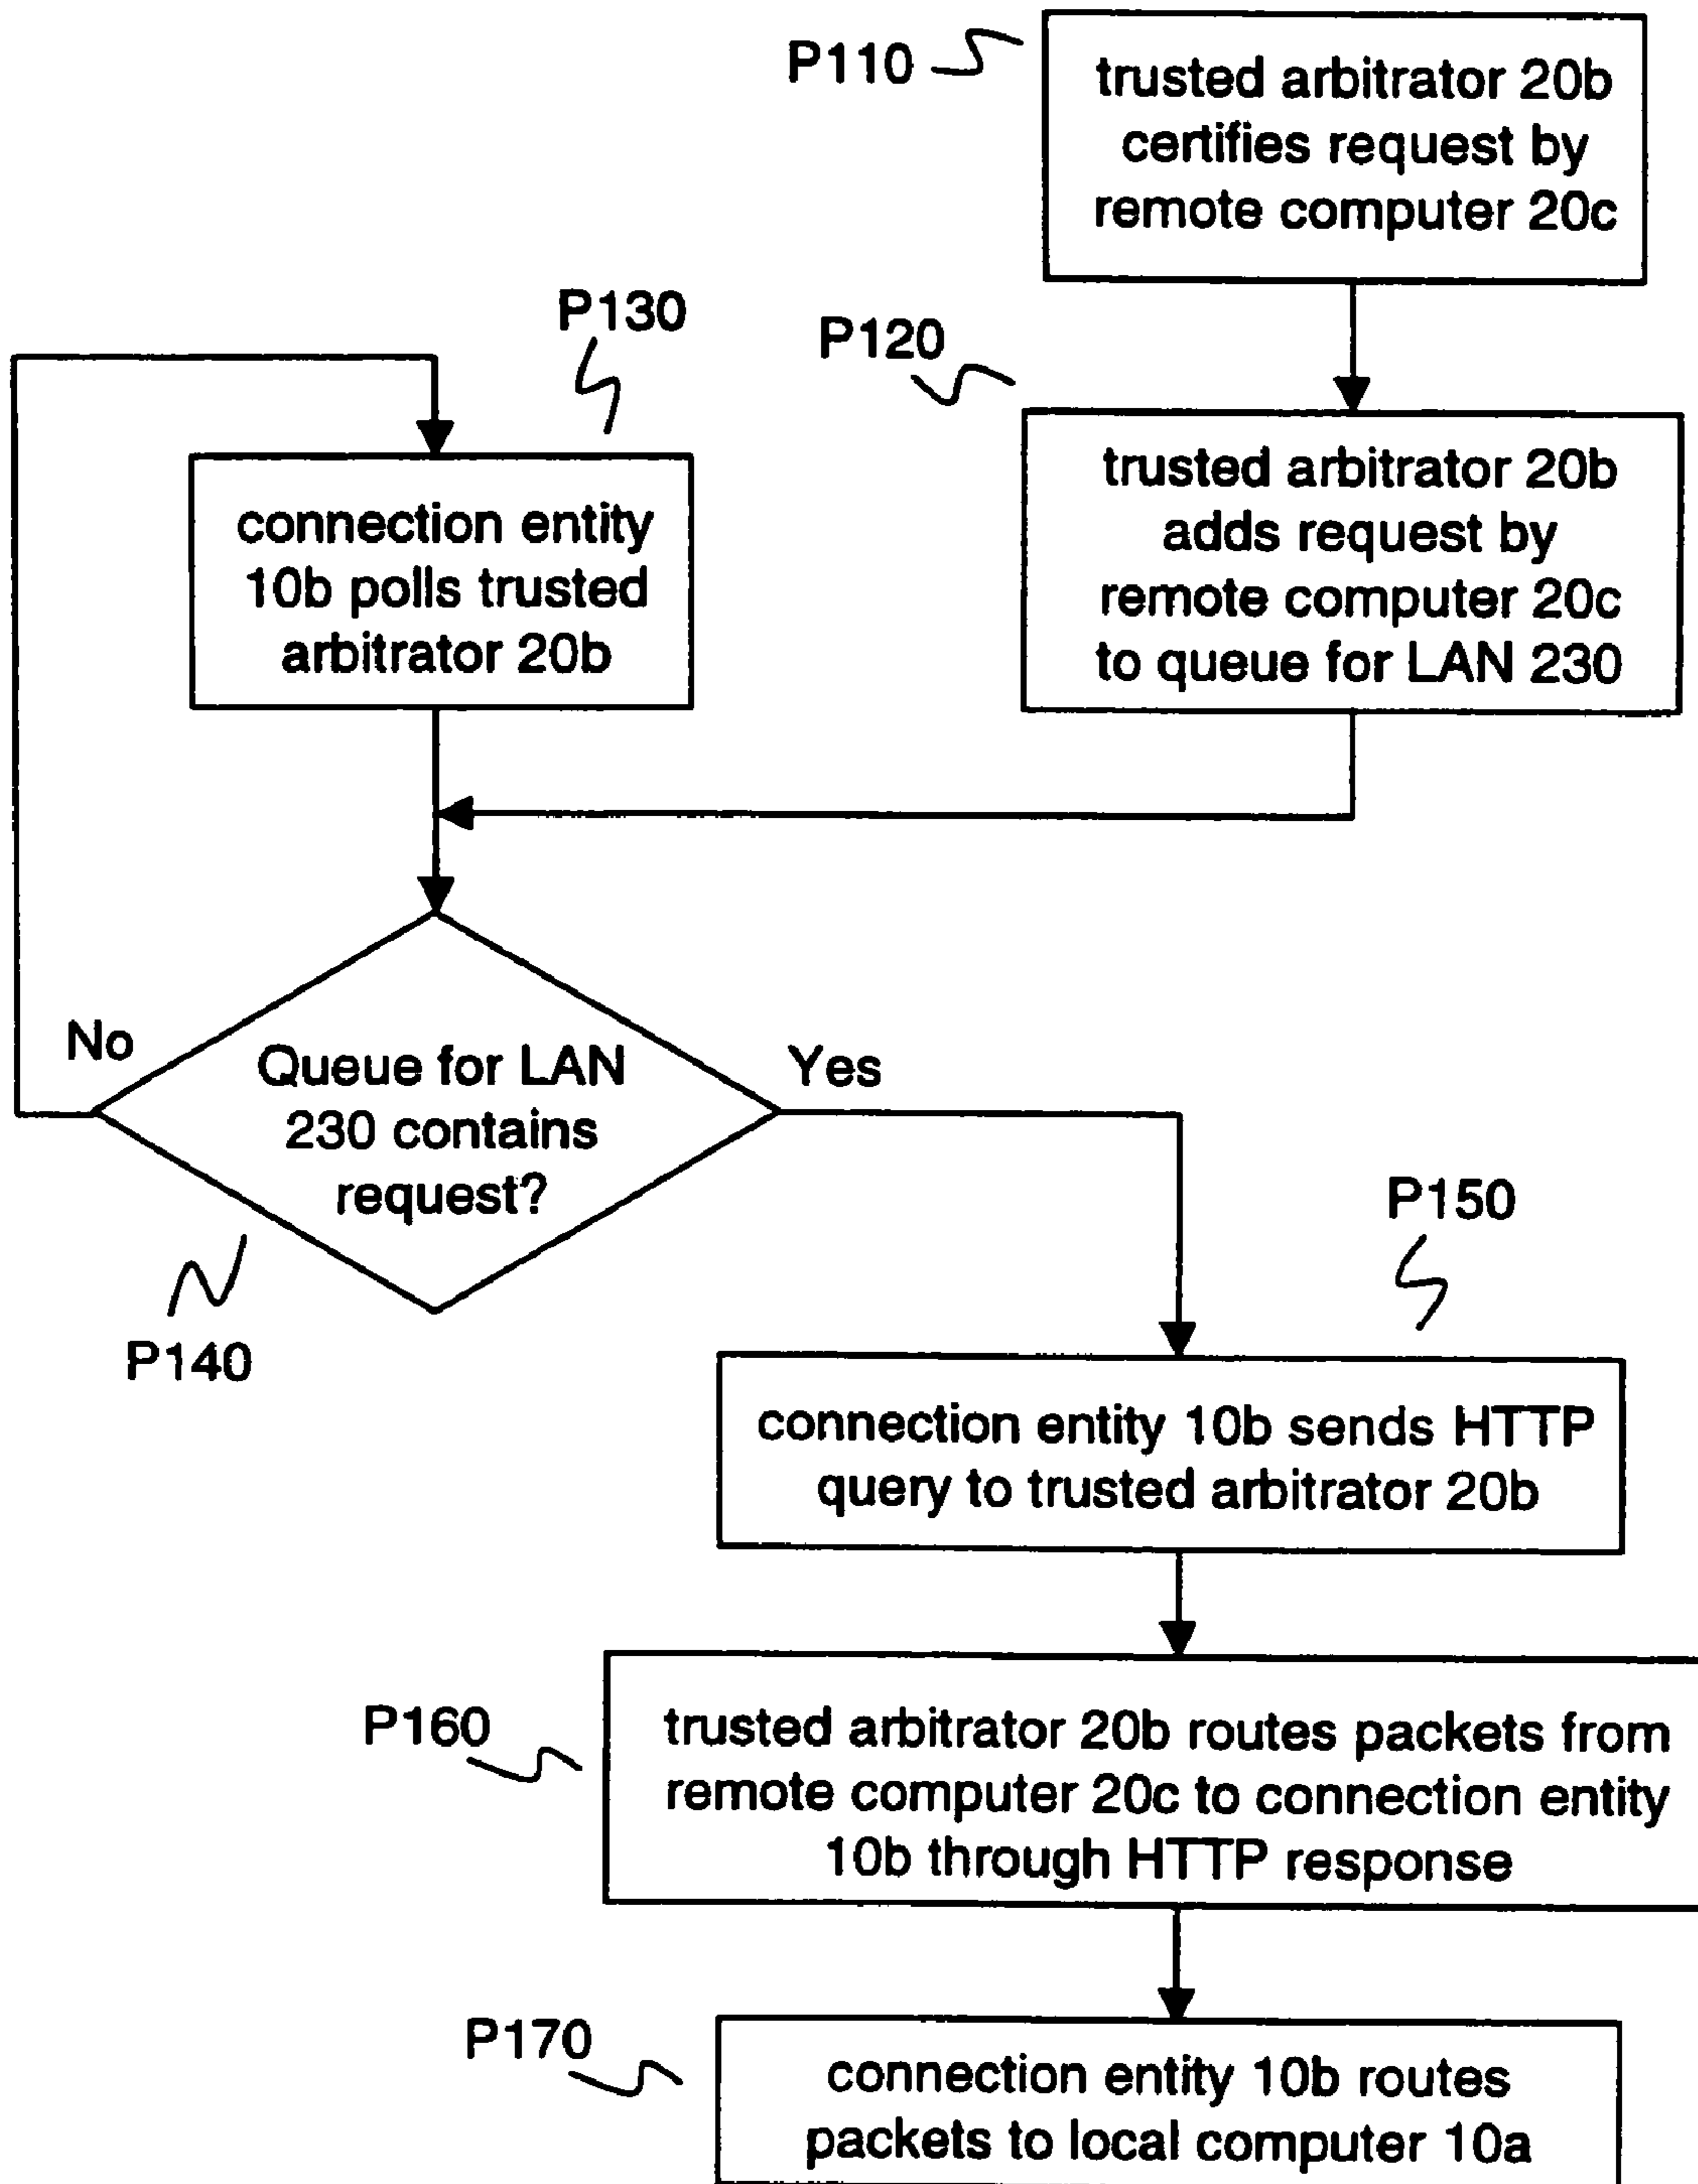 P110
trusted arbitrator 20b
certifies request by
remote computer 20c
P130
P120
connection entity
10b polls trusted
arbitrator 20b
trusted arbitrator 20b
adds request by
remote computer 20c
to queue for LAN 230
No
Queue for LAN
230 contains
request?
Yes
P140
P150
connection entity 10b sends HTTP
query to trusted arbitrator 20b
P160
trusted arbitrator 20b routes packets from
remote computer 20c to connection entity
10b through HTTP response
P170
connection entity 10b routes
packets to local computer 10a